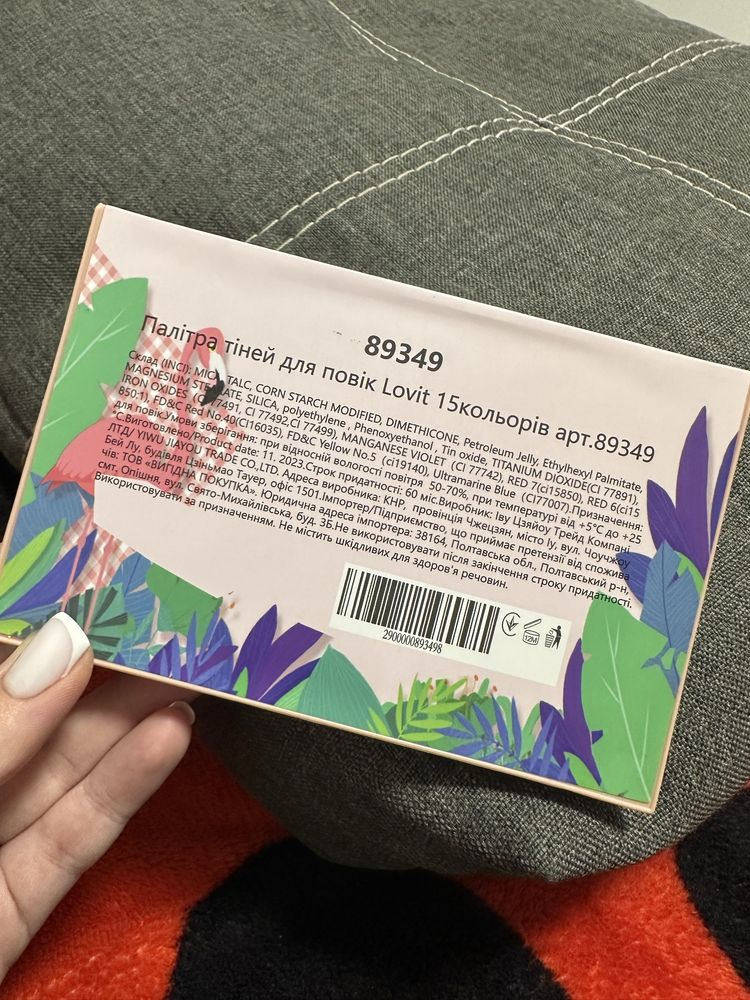 89349
Палітра тіней для повік Lovit 15кольорів арт.89349
Склад (INCI): MICA, TALC, CORN STARCH MODIFIED, DIMETHICONE, Petroleum Jelly, Ethylhexyl Palmitate,
MAGNESIUM STEARATE, SILICA, polyethylene , Phenoxyethanol , Tin oxide, TITANIUM DIOXIDE(CI 77891),
IRON OXIDES 77491, CI 77492,CI 77499), MANGANESE VIOLET (CI 77742), RED 7(ci15850), RED 6(ci15
850:1), FD&C Red No.40(CI16035), FD&C Yellow No.5 (ci19140), Ultramarine Blue (CI77007).Призначення:
для повік.Умови зберігання: при відносній вологості повітря 50-70%, при температурі від +5°C до +25
°C.Виготовлено/Product date: 11. 2023.Строк придатності: 60 міс.Виробник: Іву Цзяйоу Трейд Компані
ЛТД/ YIWU JIAYOU TRADE CO.,LTD. Адреса виробника: КНР, провінція Чжецзян, місто Іу, вул. Чоучжоу
Бей Лу, будівля Цзіньмао Тауер, офіс 1501.Імпортер/Підприємство, що приймає претензії від спожива
чів: ТОВ «ВИГІДНА ПОКУПКА». Юридична адреса імпортера: 38164, Полтавська обл., Полтавський р-н,
смт. Опішня, вул. Свято-Михайлівська, буд. 3Б.Не використовувати після закінчення строку придатності.
Використовувати за призначенням. Не містить шкідливих для здоров'я речовин.
2900000893498
12M